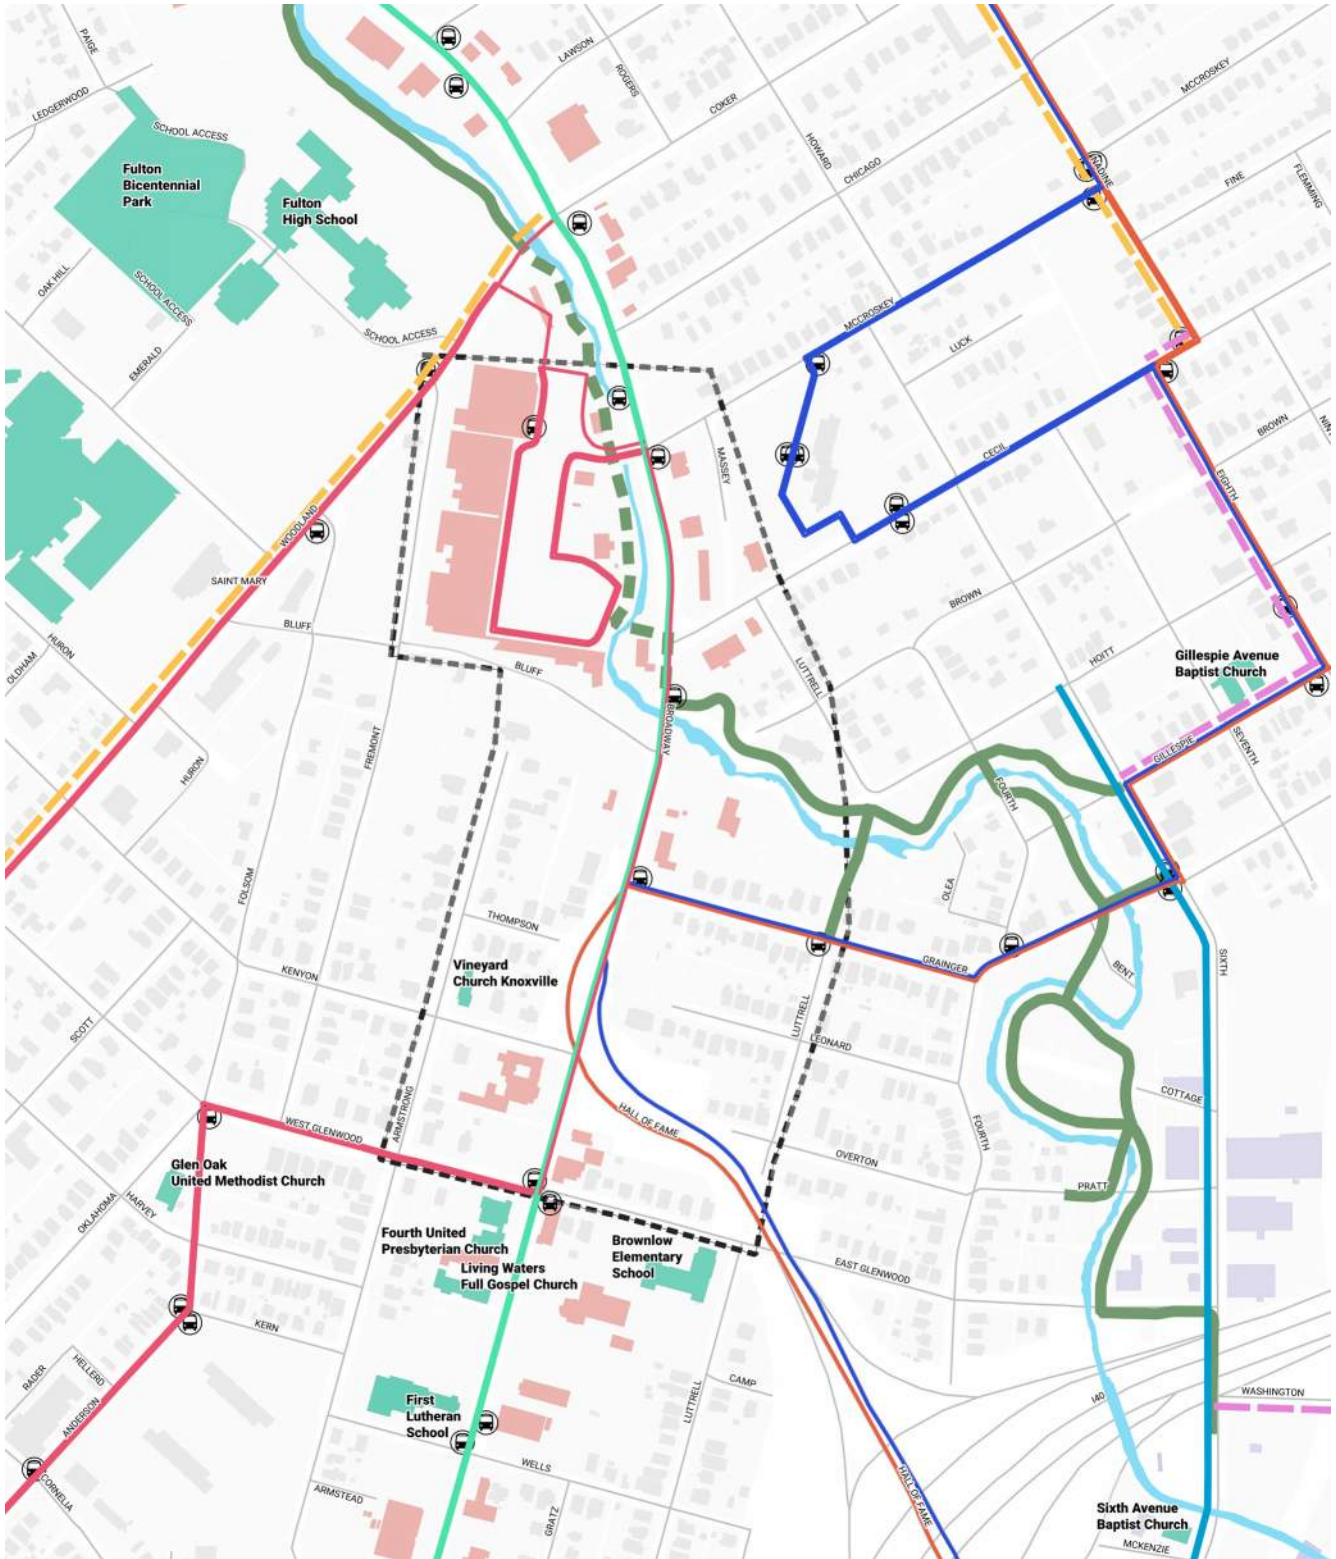 PAIGE
LAWSON
ROGERS
MCCROSKEY
LEDGERWOOD
COKER
SCHOOL ACCESS
HOWARD
CHICAGO
NADINE
Fulton
Bicentennial
Park
FINE
FLEMMING
Fulton
High School
OAK HILL
SCHOOL ACCESS
SCHOOL ACCESS
MCCROSKEY
LUCK
EMERALD
BROWN
CECIL
MASSEY
EIGHTH
WOODLAND
SAINT MARY
BROWN
BLUFF
HURON
OLDHAM
BLUFF
LUTTRELL
HOITT
Gillespie Avenue
Baptist Church
BROADWAY
FREMONT
SEVENTH
GILLESPIE
HURON
FOURTH
FOLSOM
OLEA
THOMPSON
Vineyard
Church Knoxville
GRAINGER
SIXTH
KENYON
BENT
SCOTT
LUTTRELL
LEONARD
COTTAGE
ARMSTRONG
HALL OF FAME
FOURTH
WEST GLENWOOD
OVERTON
Glen Oak
United Methodist Church
PRATT
OKLAHOMA
HARVEY
Fourth United
Presbyterian Church
Brownlow
Elementary
School
Living Waters
Full Gospel Church
EAST GLENWOOD
KERN
RADER
HELLERD
CAMP
LUTTRELL
WASHINGTON
First
Lutheran
School
I40
ANDERSON
WELLS
CORNELIA
ARMSTEAD
HALL OF FAME
GRATZ
Sixth Avenue
Baptist Church
MCKENZIE